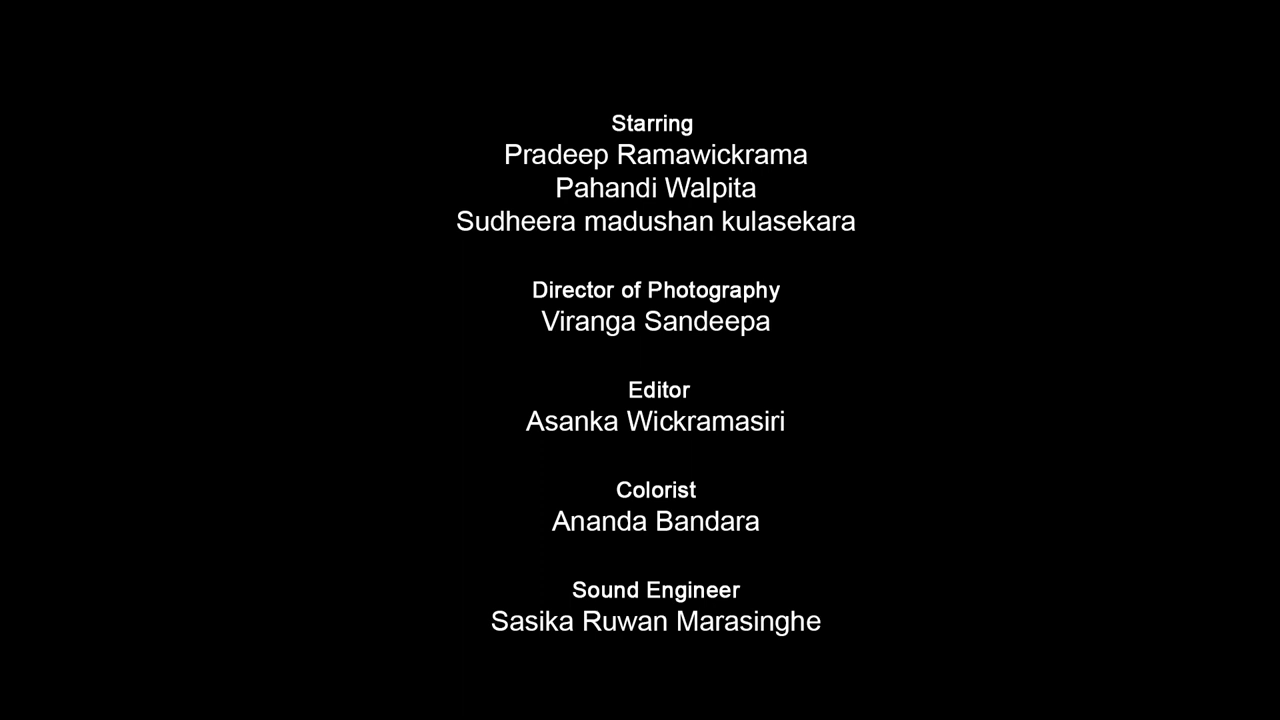 Starring
Pradeep Ramawickrama
Pahandi Walpita
Sudheera madushan kulasekara
Director of Photography
Viranga Sandeepa
Editor
Asanka Wickramasiri
Colorist
Ananda Bandara
Sound Engineer
Sasika Ruwan Marasinghe